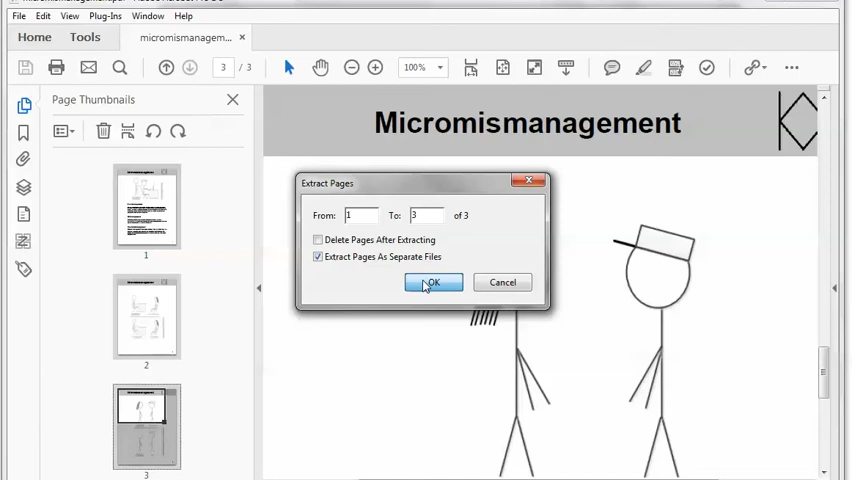 File Edit View Plug-Ins Window Help
Home Tools micromismanagem... ×
3 / 3 100%
Page Thumbnails
Micromismanagement
Extract Pages
From: 1 To: 3 of 3
Delete Pages After Extracting
Extract Pages As Separate Files
OK Cancel
1
2
3